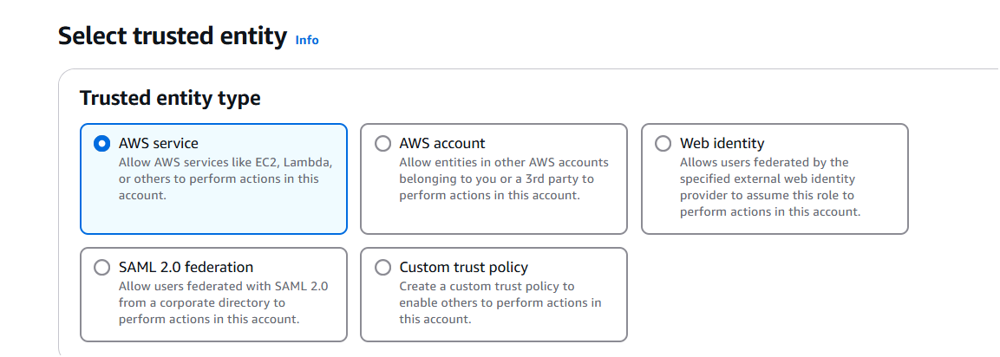 Select trusted entity Info
Trusted entity type
AWS service
Allow AWS services like EC2, Lambda,
or others to perform actions in this
account.
AWS account
Allow entities in other AWS accounts
belonging to you or a 3rd party to
perform actions in this account.
Web identity
Allows users federated by the
specified external web identity
provider to assume this role to
perform actions in this account.
SAML 2.0 federation
Allow users federated with SAML 2.0
from a corporate directory to
perform actions in this account.
Custom trust policy
Create a custom trust policy to
enable others to perform actions in
this account.